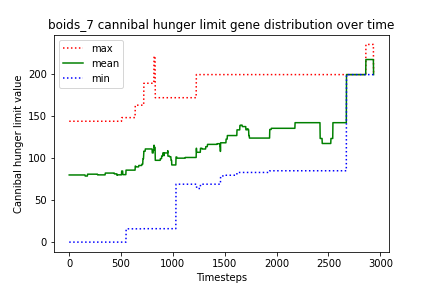 boids_7 cannibal hunger limit gene distribution over time
max
mean
min
Cannibal hunger limit value
200
150
100
50
0
0 500 1000 1500 2000 2500 3000
Timesteps